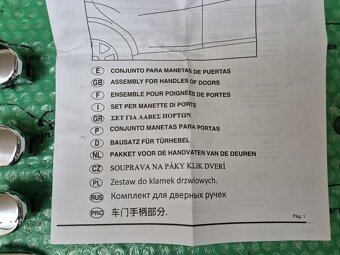 E CONJUNTO PARA MANETAS DE PUERTAS
GB ASSEMBLY FOR HANDLES OF DOORS
F ENSEMBLE POUR POIGNÉES DE PORTES
I SET PER MANETTE DI PORTE
GR ΣΕΤ ΓΙΑ ΛΑΒΕΣ ΠΟΡΤΩΝ
P CONJUNTO MANETAS PARA PORTAS
D BAUSATZ FÜR TÜRHEBEL
NL PAKKET VOOR DE HANDVATEN VAN DE DEUREN
CZ SOUPRAVA NA PÁKY KLIK DVEŘÍ
PL Zestaw do klamek drzwiowych.
RUS Комплект для дверных ручек
PRC 车门手柄部分.
Pág. 1